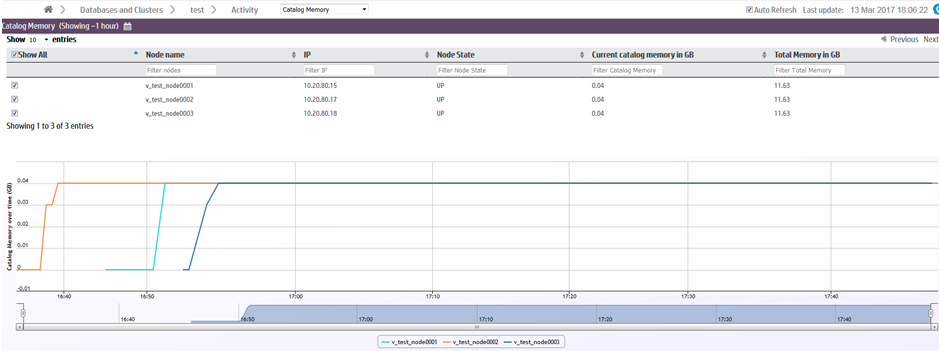 Databases and Clusters test Activity Catalog Memory Auto Refresh Last update: 13 Mar 2017 18:06:22
Catalog Memory (Showing ~1 hour)
Show 10 entries Previous Next
Show All Node name IP Node State Current catalog memory in GB Total Memory in GB
Filter nodes Filter IP Filter Node State Filter Catalog Memory Filter Total Memory
v_test_node0001 10.20.80.15 UP 0.04 11.63
v_test_node0002 10.20.80.17 UP 0.04 11.63
v_test_node0003 10.20.80.18 UP 0.04 11.63
Showing 1 to 3 of 3 entries
Catalog Memory over time (GB)
0.04
0.03
0.02
0.01
0
-0.01
16:40 16:50 17:00 17:10 17:20 17:30 17:40
16:40 16:50 17:00 17:10 17:20 17:30 17:40
v_test_node0001 v_test_node0002 v_test_node0003